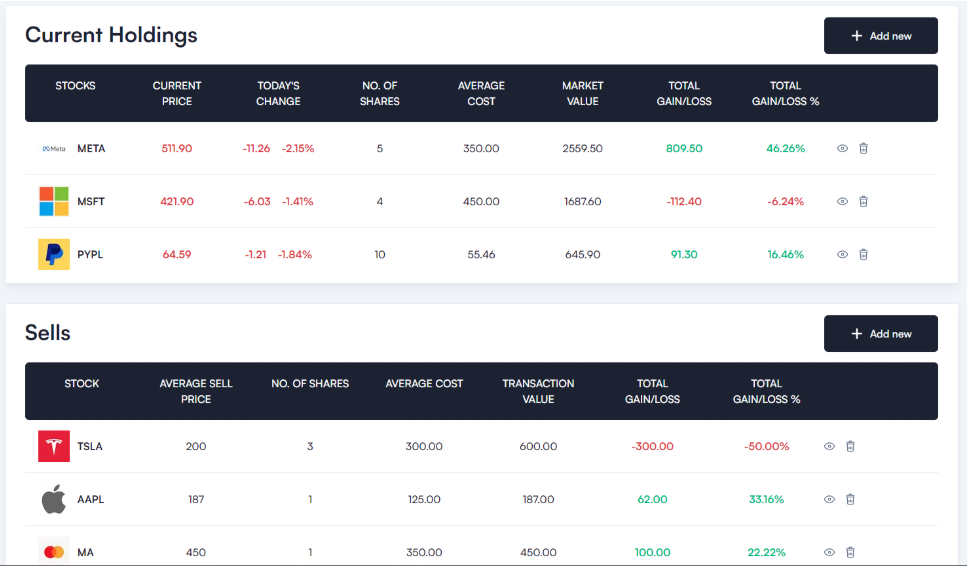 Current Holdings
+ Add new
STOCKS CURRENT PRICE TODAY'S CHANGE NO. OF SHARES AVERAGE COST MARKET VALUE TOTAL GAIN/LOSS TOTAL GAIN/LOSS %
Meta META 511.90 -11.26 -2.15% 5 350.00 2559.50 809.50 46.26%
MSFT 421.90 -6.03 -1.41% 4 450.00 1687.60 -112.40 -6.24%
PYPL 64.59 -1.21 -1.84% 10 55.46 645.90 91.30 16.46%
Sells
+ Add new
STOCK AVERAGE SELL PRICE NO. OF SHARES AVERAGE COST TRANSACTION VALUE TOTAL GAIN/LOSS TOTAL GAIN/LOSS %
TSLA 200 3 300.00 600.00 -300.00 -50.00%
AAPL 187 1 125.00 187.00 62.00 33.16%
MA 450 1 350.00 450.00 100.00 22.22%